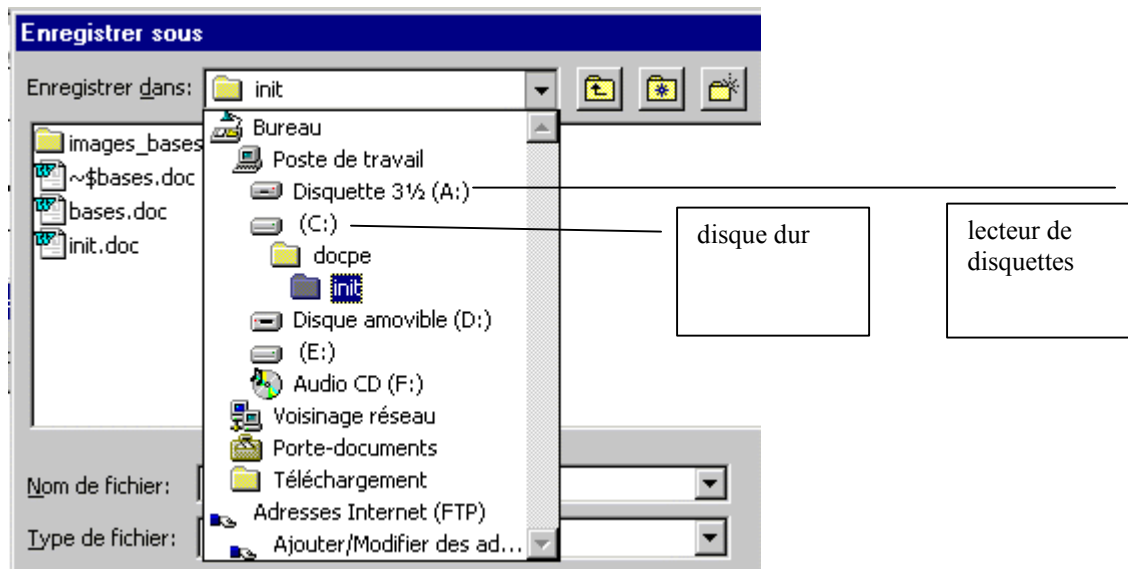 Enregistrer sous
Enregistrer dans: init
images_bases
~$bases.doc
bases.doc
init.doc
Bureau
Poste de travail
Disquette 3½ (A:)
(C:)
docpe
init
Disque amovible (D:)
(E:)
Audio CD (F:)
Voisinage réseau
Porte-documents
Téléchargement
Adresses Internet (FTP)
Ajouter/Modifier des ad...
disque dur
lecteur de
disquettes
Nom de fichier:
Type de fichier: